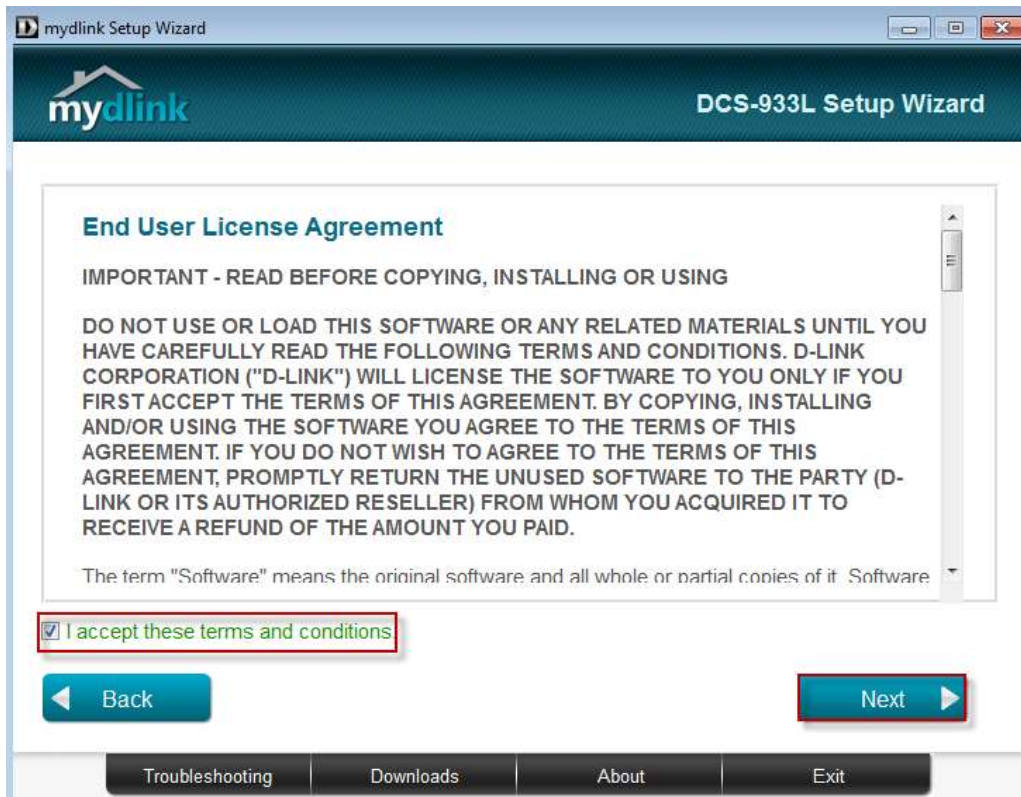 mydlink Setup Wizard
mydlink
DCS-933L Setup Wizard
End User License Agreement
IMPORTANT - READ BEFORE COPYING, INSTALLING OR USING
DO NOT USE OR LOAD THIS SOFTWARE OR ANY RELATED MATERIALS UNTIL YOU
HAVE CAREFULLY READ THE FOLLOWING TERMS AND CONDITIONS. D-LINK
CORPORATION ("D-LINK") WILL LICENSE THE SOFTWARE TO YOU ONLY IF YOU
FIRST ACCEPT THE TERMS OF THIS AGREEMENT. BY COPYING, INSTALLING
AND/OR USING THE SOFTWARE YOU AGREE TO THE TERMS OF THIS
AGREEMENT. IF YOU DO NOT WISH TO AGREE TO THE TERMS OF THIS
AGREEMENT, PROMPTLY RETURN THE UNUSED SOFTWARE TO THE PARTY (D-
LINK OR ITS AUTHORIZED RESELLER) FROM WHOM YOU ACQUIRED IT TO
RECEIVE A REFUND OF THE AMOUNT YOU PAID.
The term "Software" means the original software and all whole or partial copies of it. Software
I accept these terms and conditions.
Back
Next
Troubleshooting
Downloads
About
Exit